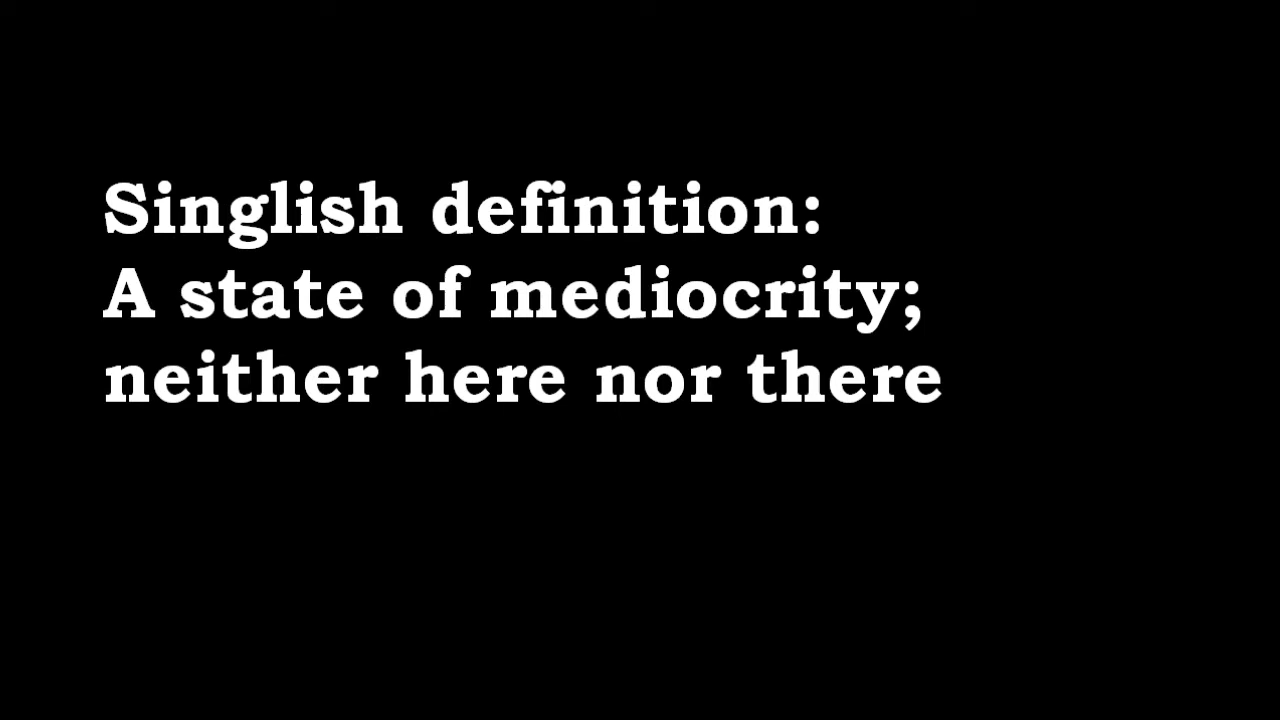 Singlish definition:
A state of mediocrity;
neither here nor there